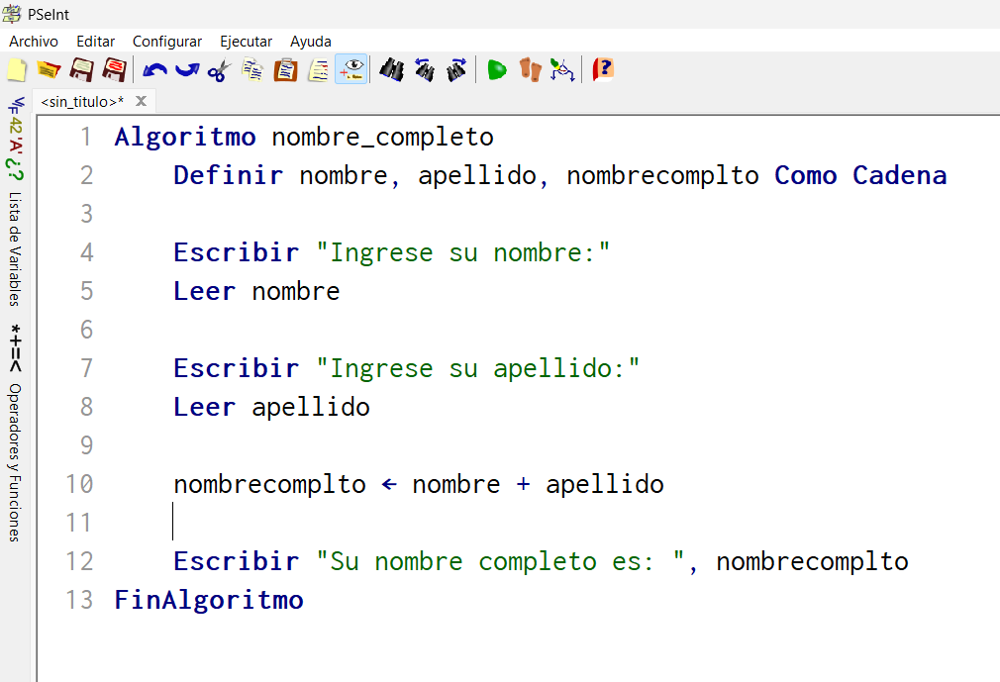 PSeInt
Archivo Editar Configurar Ejecutar Ayuda
<sin_titulo>* X
1 Algoritmo nombre_completo
2 Definir nombre, apellido, nombrecomplto Como Cadena
3
4 Escribir "Ingrese su nombre:"
5 Leer nombre
6
7 Escribir "Ingrese su apellido:"
8 Leer apellido
9
10 nombrecomplto ← nombre + apellido
11
12 Escribir "Su nombre completo es: ", nombrecomplto
13 FinAlgoritmo
V/F 42 'A' ¿? Lista de Variables
*+=< Operadores y Funciones